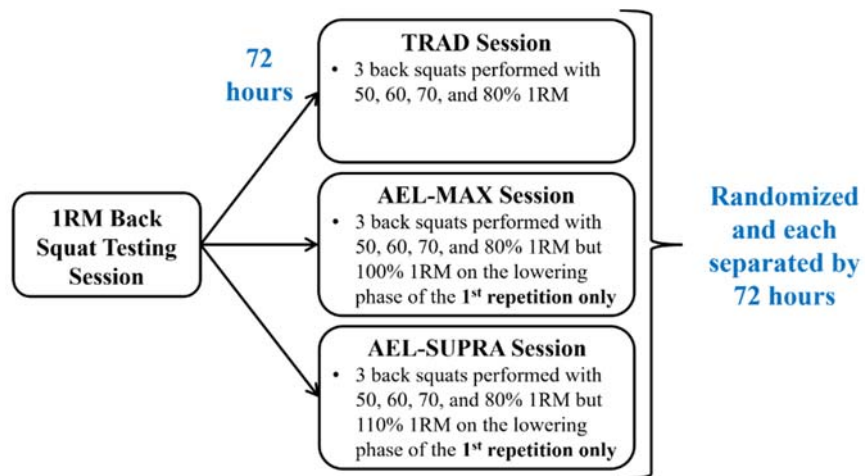 72
hours
1RM Back
Squat Testing
Session
TRAD Session
• 3 back squats performed with
50, 60, 70, and 80% 1RM
AEL-MAX Session
• 3 back squats performed with
50, 60, 70, and 80% 1RM but
100% 1RM on the lowering
phase of the 1st repetition only
AEL-SUPRA Session
• 3 back squats performed with
50, 60, 70, and 80% 1RM but
110% 1RM on the lowering
phase of the 1st repetition only
Randomized
and each
separated by
72 hours